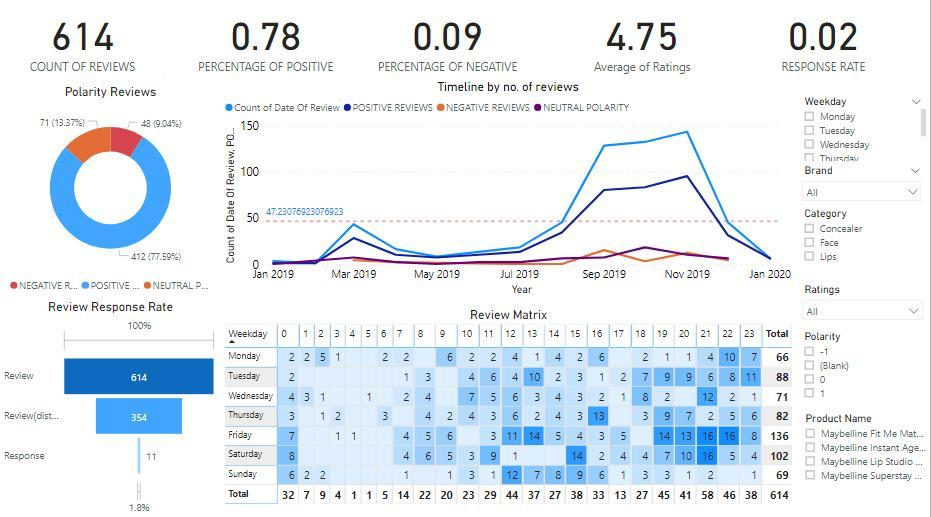 614
COUNT OF REVIEWS
0.78
PERCENTAGE OF POSITIVE
0.09
PERCENTAGE OF NEGATIVE
4.75
Average of Ratings
0.02
RESPONSE RATE
Polarity Reviews
71 (13.37%)
48 (9.04%)
412 (77.59%)
NEGATIVE R... POSITIVE ... NEUTRAL P...
Timeline by no. of reviews
Count of Date Of Review POSITIVE REVIEWS NEGATIVE REVIEWS NEUTRAL POLARITY
Count of Date Of Review, PO...
150
100
50
0
47.23076923076923
Jan 2019 Mar 2019 May 2019 Jul 2019 Sep 2019 Nov 2019 Jan 2020
Year
Review Response Rate
100%
Review 614
Review(dist... 354
Response 11
1.8%
Review Matrix
Weekday 0 1 2 3 4 5 6 7 8 9 10 11 12 13 14 15 16 17 18 19 20 21 22 23 Total
Monday 2 2 5 1 2 2 6 2 2 4 1 4 2 6 2 1 1 4 10 7 66
Tuesday 2 1 3 4 6 4 10 2 3 1 2 7 9 9 6 8 11 88
Wednesday 4 3 1 1 2 4 7 5 6 3 6 2 3 8 2 12 2 71
Thursday 3 1 2 3 4 2 4 3 6 2 4 3 13 2 9 7 2 6 5 82
Friday 7 1 1 4 5 6 3 11 14 5 4 3 5 14 13 16 16 8 136
Saturday 8 4 6 5 3 9 1 14 2 4 2 7 10 16 4 5 102
Sunday 6 2 2 1 1 3 1 12 7 8 9 6 1 3 1 2 1 2 69
Total 32 7 9 4 1 1 5 14 22 20 23 29 44 37 27 38 33 13 27 45 41 58 46 38 614
Weekday
Monday
Tuesday
Wednesday
Thursday
Brand
All
Category
Concealer
Face
Lips
Ratings
All
Polarity
-1
(Blank)
0
1
Product Name
Maybelline Fit Me Mat...
Maybelline Instant Age...
Maybelline Lip Studio ...
Maybelline Superstay ...